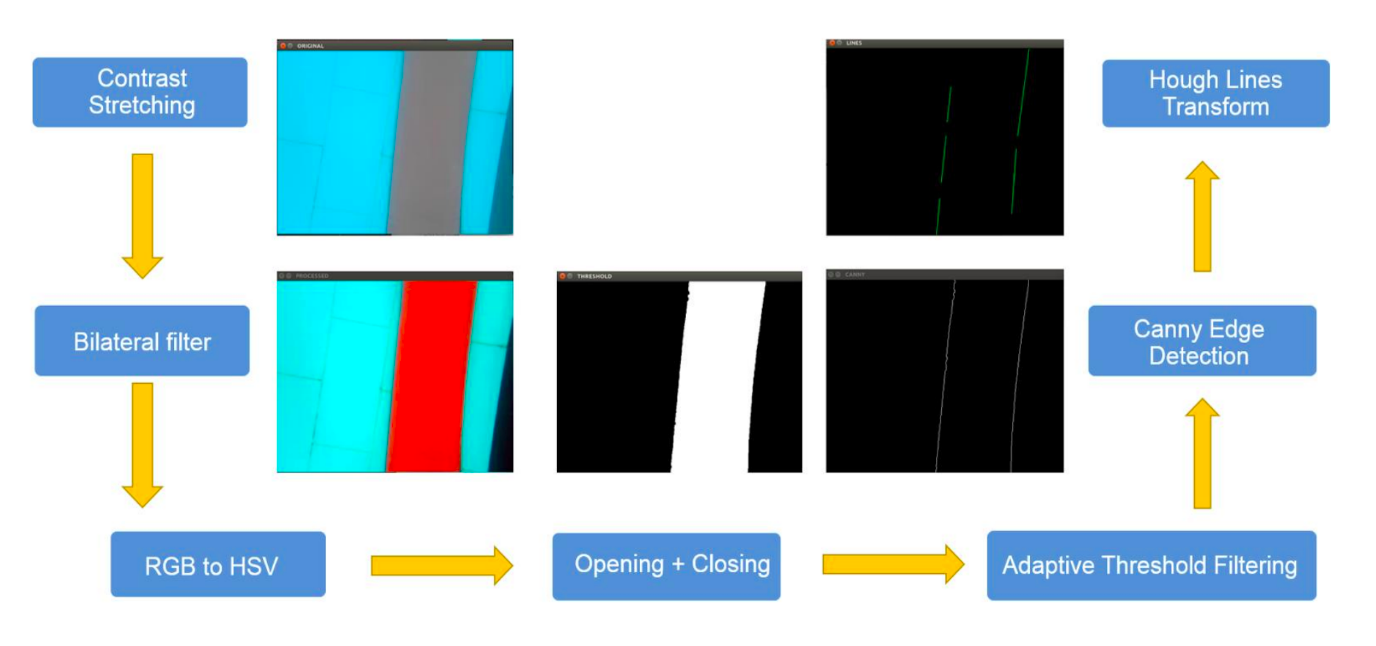 Contrast
Stretching
ORIGINAL
LINES
Hough Lines
Transform
Bilateral filter
PROCESSED
THRESHOLD
CANNY
Canny Edge
Detection
RGB to HSV
Opening + Closing
Adaptive Threshold Filtering